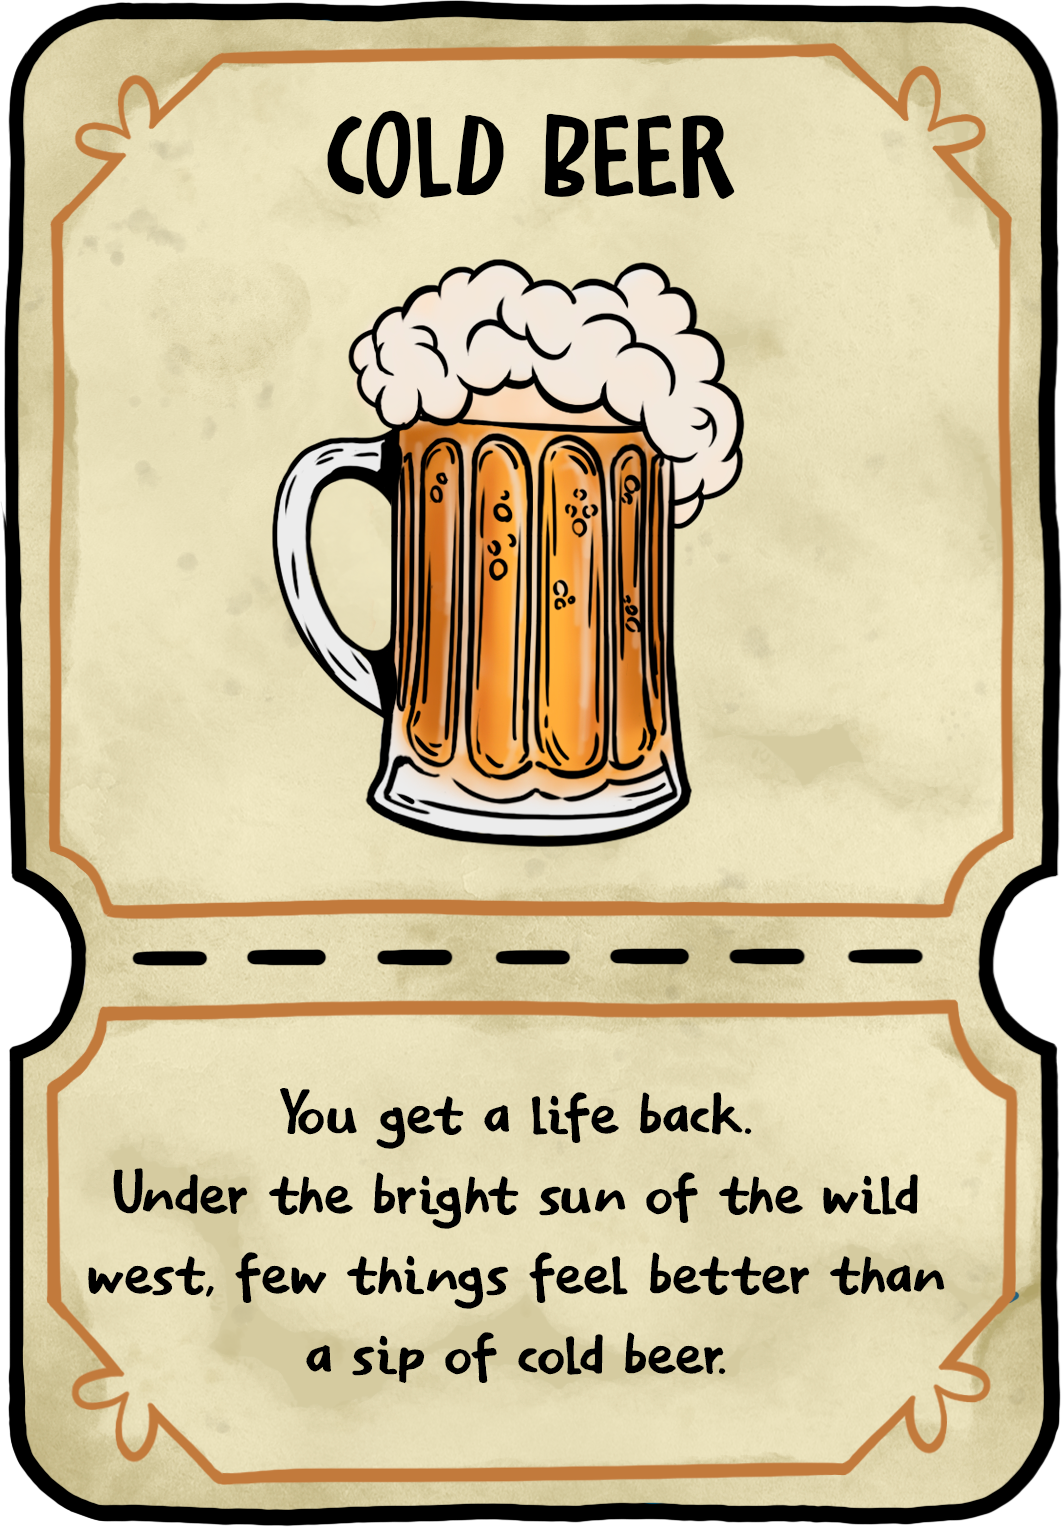 COLD BEER
You get a life back.
Under the bright sun of the wild
west, few things feel better than
a sip of cold beer.